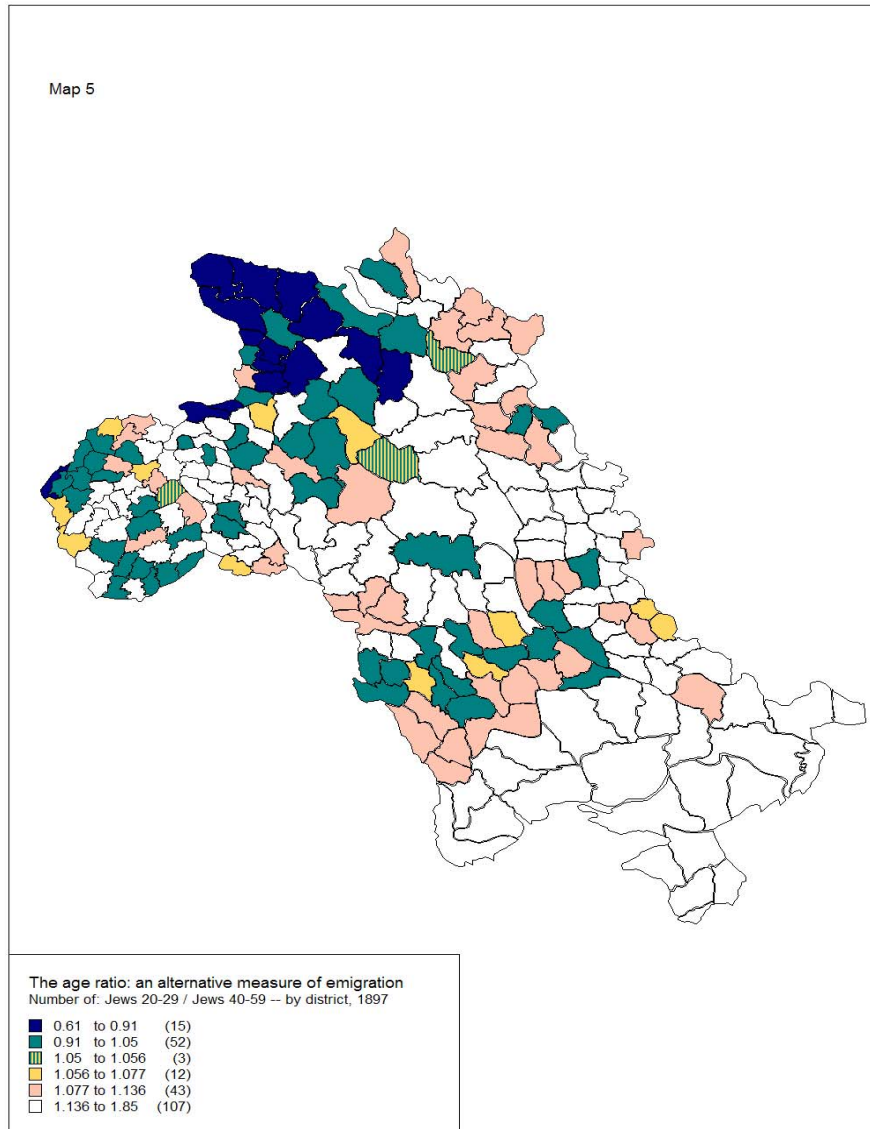 Map 5
The age ratio: an alternative measure of emigration
Number of: Jews 20-29 / Jews 40-59 -- by district, 1897
0.61 to 0.91 (15)
0.91 to 1.05 (52)
1.05 to 1.056 (3)
1.056 to 1.077 (12)
1.077 to 1.136 (43)
1.136 to 1.85 (107)